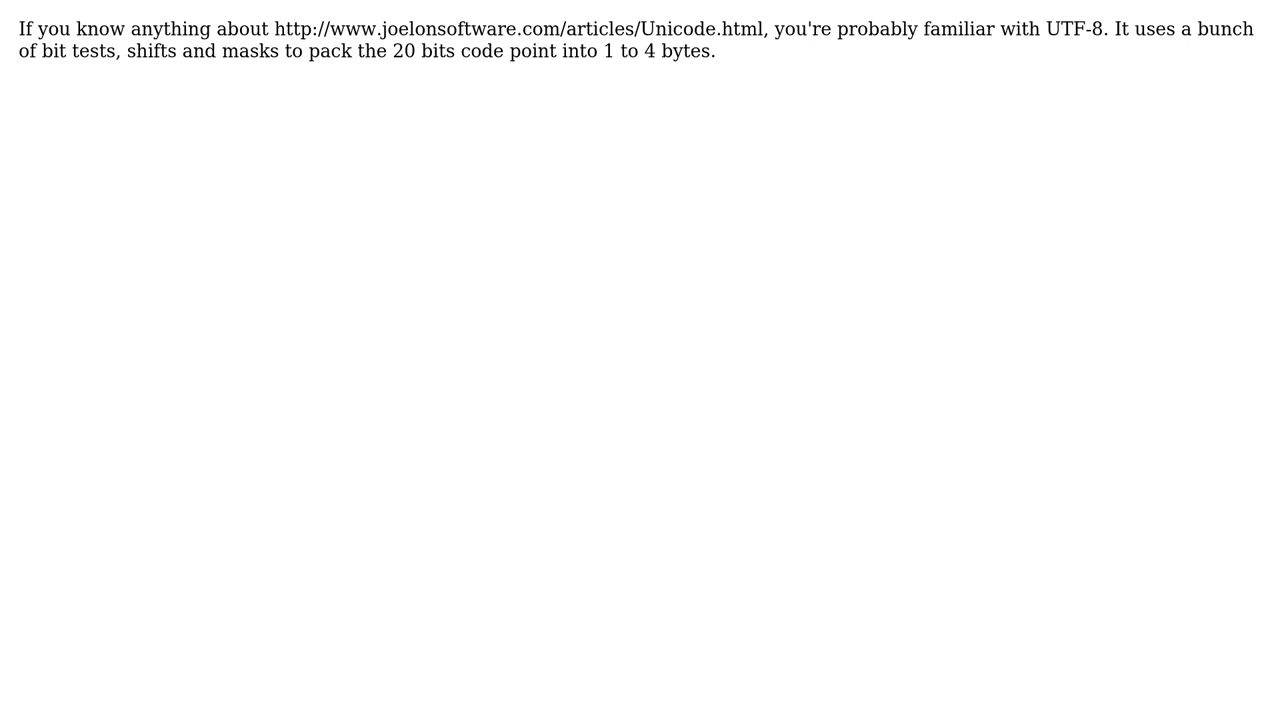 If you know anything about http://www.joelonsoftware.com/articles/Unicode.html, you're probably familiar with UTF-8. It uses a bunch
of bit tests, shifts and masks to pack the 20 bits code point into 1 to 4 bytes.